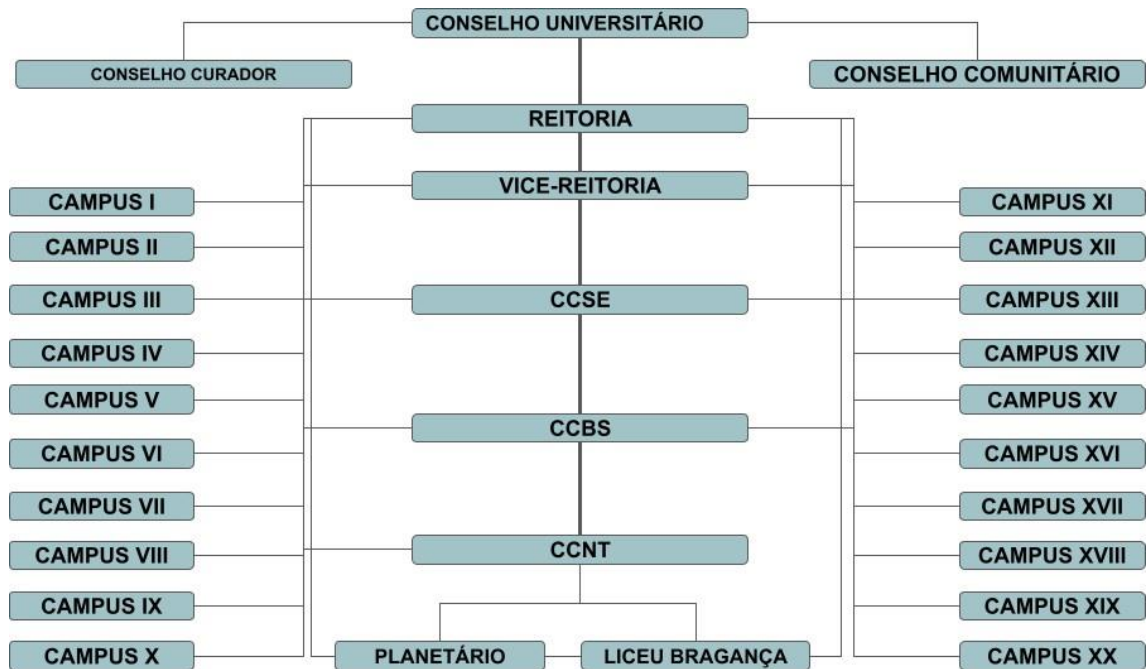 CONSELHO UNIVERSITÁRIO
CONSELHO CURADOR
CONSELHO COMUNITÁRIO
REITORIA
VICE-REITORIA
CAMPUS I
CAMPUS XI
CAMPUS II
CAMPUS XII
CAMPUS III
CCSE
CAMPUS XIII
CAMPUS IV
CAMPUS XIV
CAMPUS V
CAMPUS XV
CCBS
CAMPUS VI
CAMPUS XVI
CAMPUS VII
CAMPUS XVII
CCNT
CAMPUS VIII
CAMPUS XVIII
CAMPUS IX
CAMPUS XIX
CAMPUS X
PLANETÁRIO
LICEU BRAGANÇA
CAMPUS XX